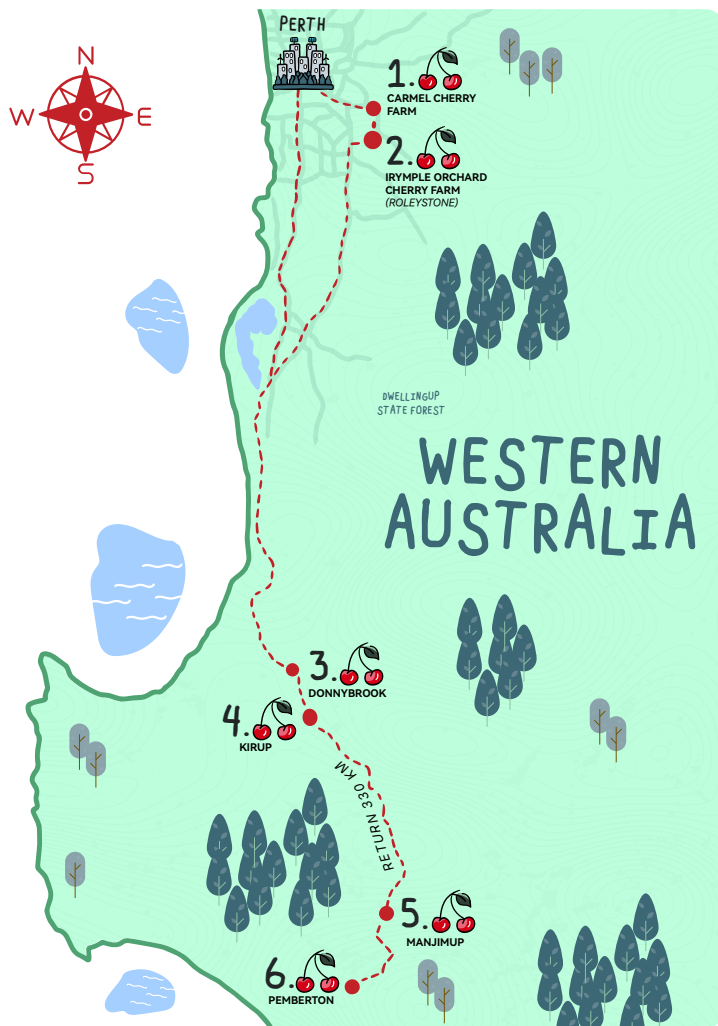 PERTH
N
W
E
S
1.
CARMEL CHERRY
FARM
2.
IRYMPLE ORCHARD
CHERRY FARM
(ROLEYSTONE)
DWELLINGUP
STATE FOREST
WESTERN
AUSTRALIA
3.
DONNYBROOK
4.
KIRUP
RETURN 330 KM
5.
MANJIMUP
6.
PEMBERTON